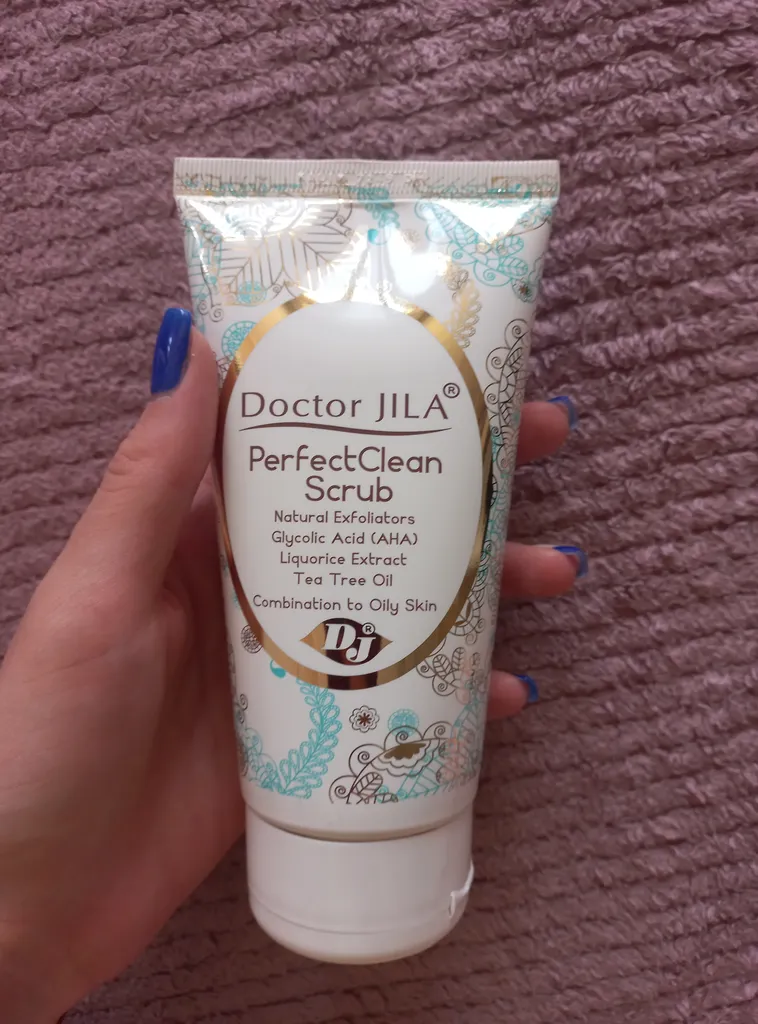 Doctor JILA®
PerfectClean
Scrub
Natural Exfoliators
Glycolic Acid (AHA)
Liquorice Extract
Tea Tree Oil
Combination to Oily Skin
DJ®